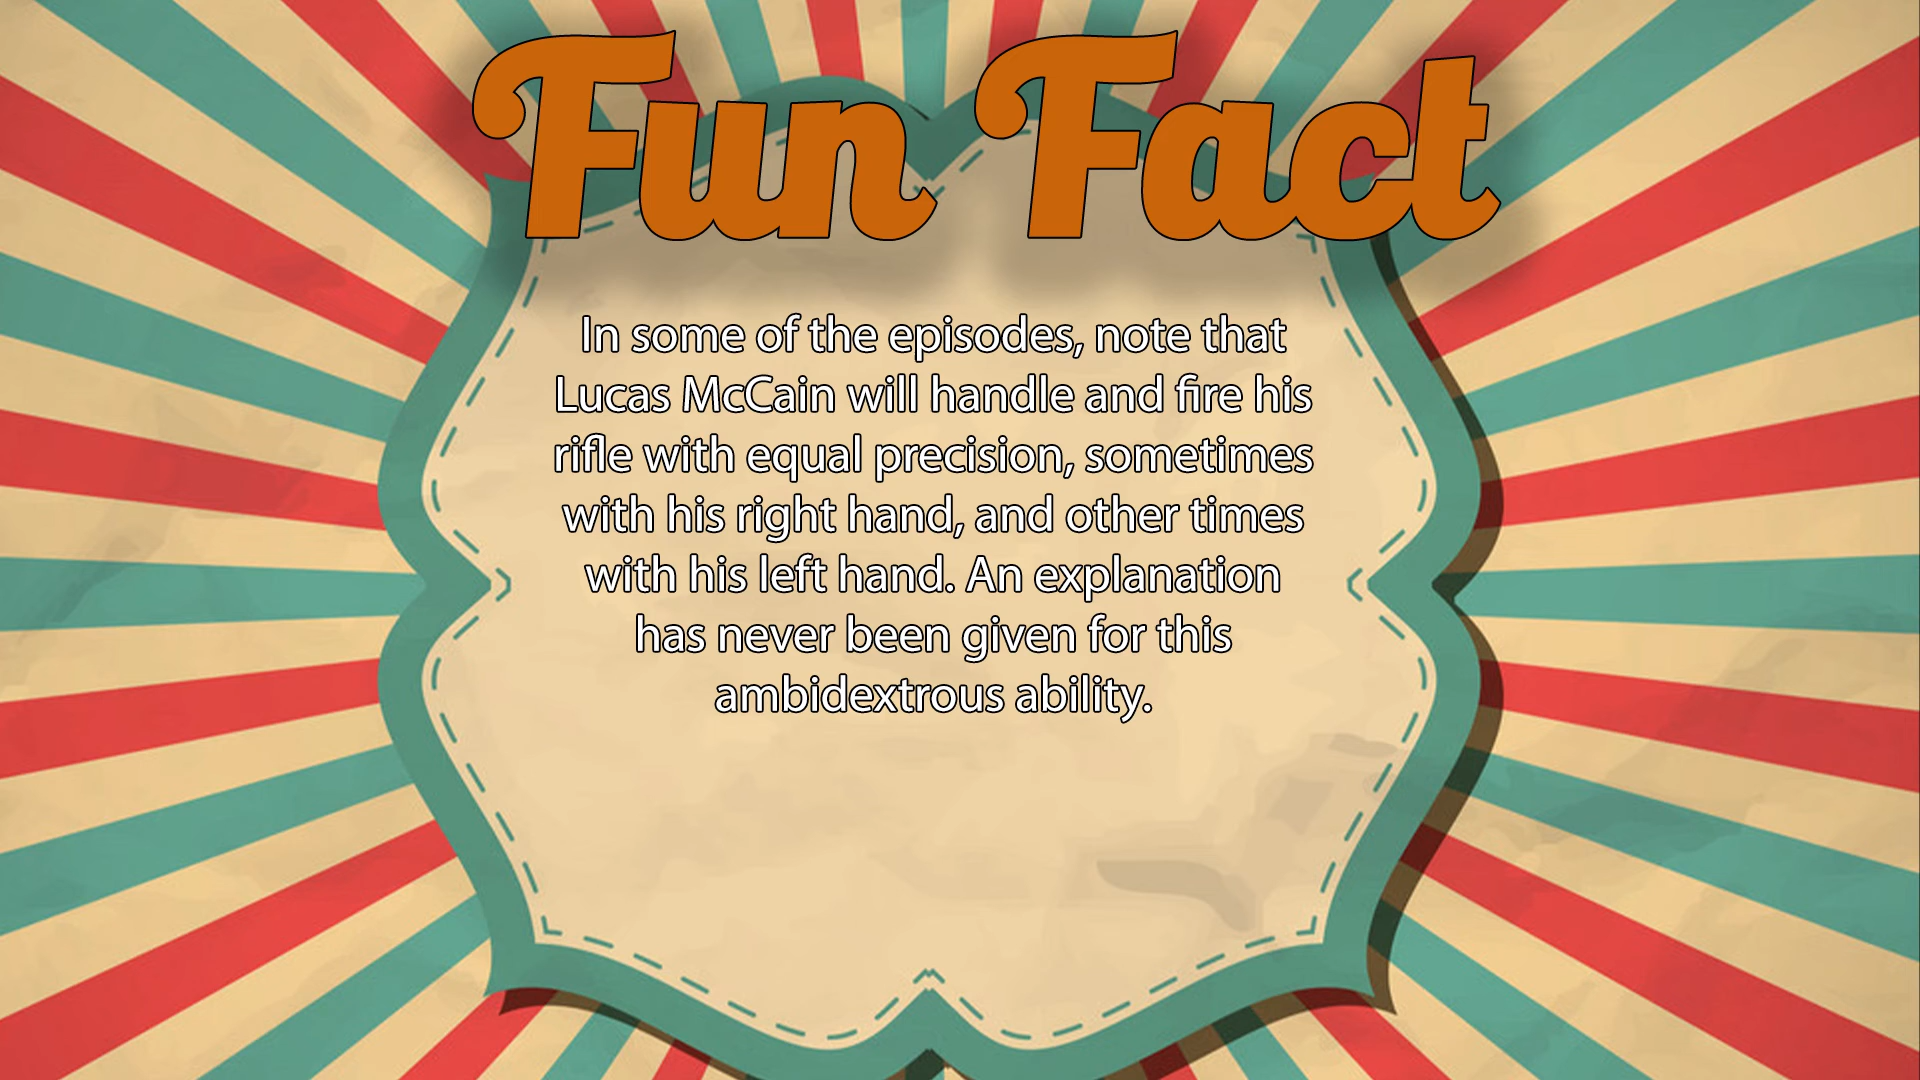 Fun Fact
In some of the episodes, note that
Lucas McCain will handle and fire his
rifle with equal precision, sometimes
with his right hand, and other times
with his left hand. An explanation
has never been given for this
ambidextrous ability.